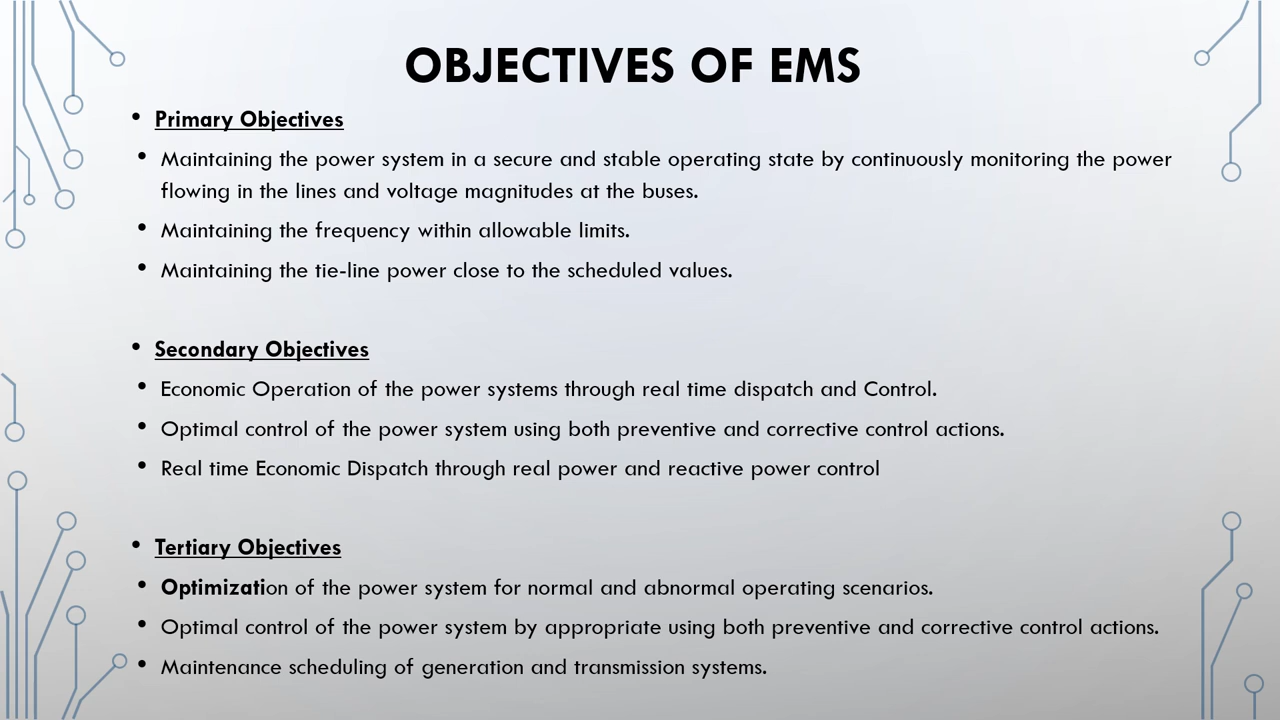 OBJECTIVES OF EMS
• Primary Objectives
• Maintaining the power system in a secure and stable operating state by continuously monitoring the power
flowing in the lines and voltage magnitudes at the buses.
• Maintaining the frequency within allowable limits.
• Maintaining the tie-line power close to the scheduled values.
• Secondary Objectives
• Economic Operation of the power systems through real time dispatch and Control.
• Optimal control of the power system using both preventive and corrective control actions.
• Real time Economic Dispatch through real power and reactive power control
• Tertiary Objectives
• Optimization of the power system for normal and abnormal operating scenarios.
• Optimal control of the power system by appropriate using both preventive and corrective control actions.
• Maintenance scheduling of generation and transmission systems.